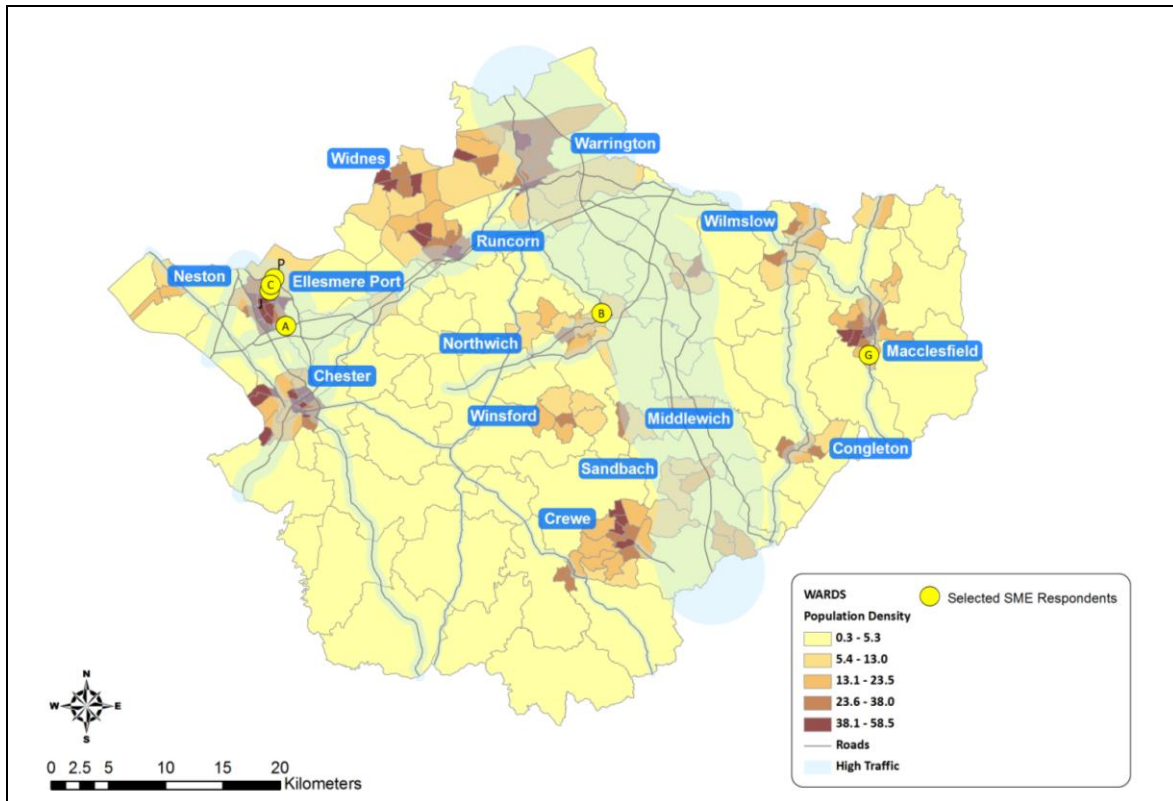 Warrington
Widnes
Wilmslow
Runcorn
Neston
P
Ellesmere Port
C
J
A
B
Northwich
Macclesfield
G
Chester
Winsford
Middlewich
Congleton
Sandbach
Crewe
WARDS
Population Density
0.3 - 5.3
5.4 - 13.0
13.1 - 23.5
23.6 - 38.0
38.1 - 58.5
Roads
High Traffic
Selected SME Respondents
N
W E
S
0 2.5 5 10 15 20
Kilometers